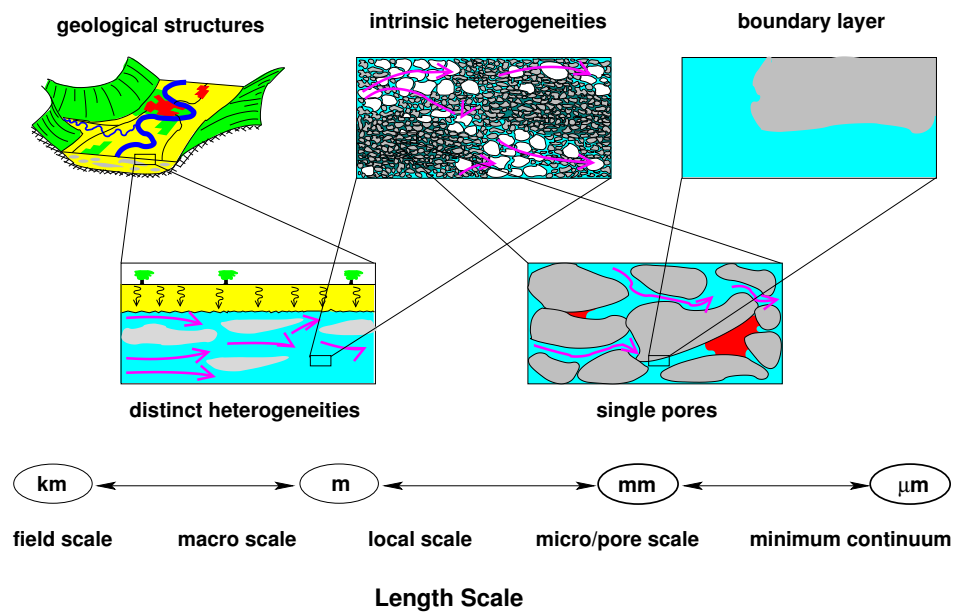 geological structures
intrinsic heterogeneities
boundary layer
distinct heterogeneities
single pores
km
m
mm
μm
field scale
macro scale
local scale
micro/pore scale
minimum continuum
Length Scale